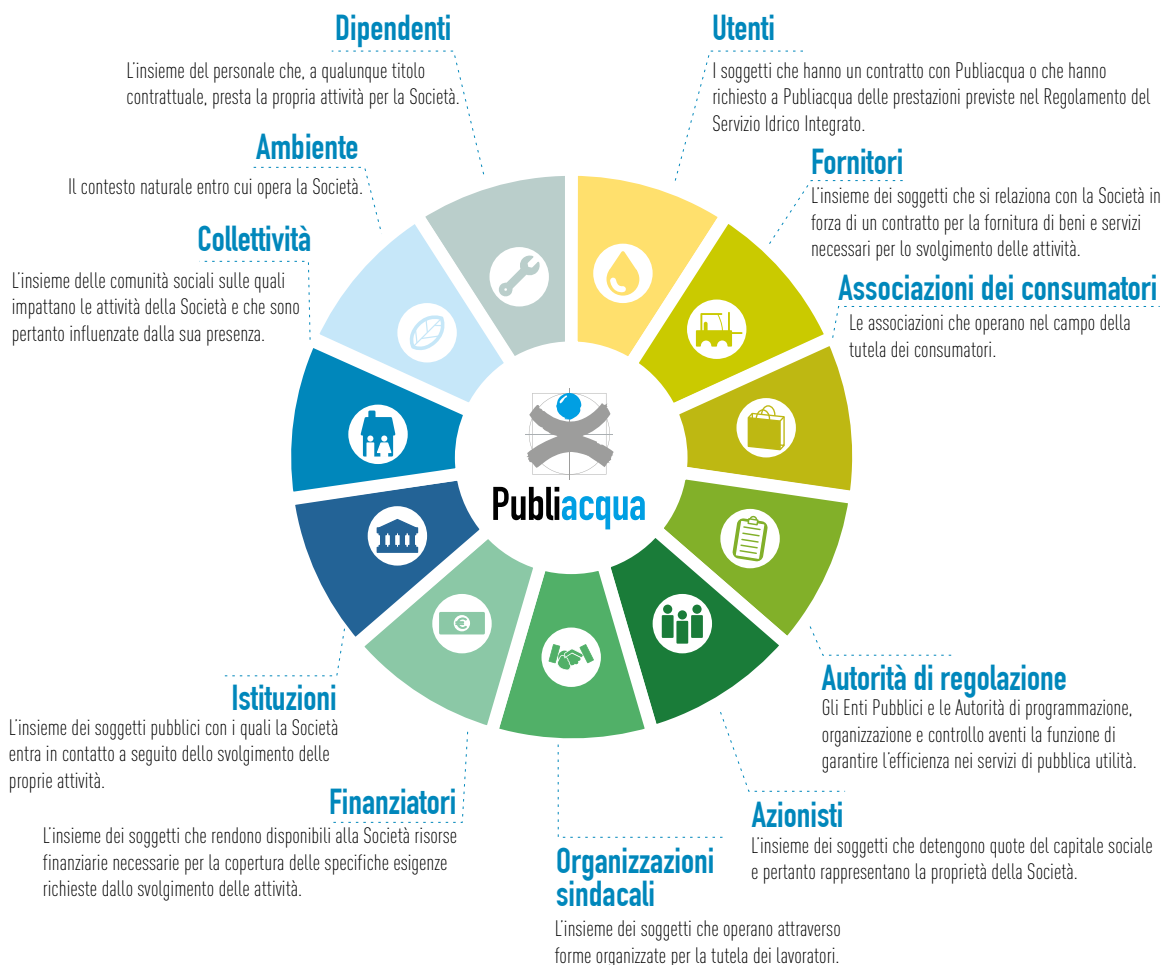 Dipendenti
L'insieme del personale che, a qualunque titolo
contrattuale, presta la propria attività per la Società.
Utenti
I soggetti che hanno un contratto con Publiacqua o che hanno
richiesto a Publiacqua delle prestazioni previste nel Regolamento del
Servizio Idrico Integrato.
Ambiente
Il contesto naturale entro cui opera la Società.
Fornitori
L'insieme dei soggetti che si relaziona con la Società in
forza di un contratto per la fornitura di beni e servizi
necessari per lo svolgimento delle attività.
Collettività
L'insieme delle comunità sociali sulle quali
impattano le attività della Società e che sono
pertanto influenzate dalla sua presenza.
Associazioni dei consumatori
Le associazioni che operano nel campo della
tutela dei consumatori.
Publiacqua
€
Autorità di regolazione
Gli Enti Pubblici e le Autorità di programmazione,
organizzazione e controllo aventi la funzione di
garantire l'efficienza nei servizi di pubblica utilità.
Istituzioni
L'insieme dei soggetti pubblici con i quali la Società
entra in contatto a seguito dello svolgimento delle
proprie attività.
Finanziatori
L'insieme dei soggetti che rendono disponibili alla Società risorse
finanziarie necessarie per la copertura delle specifiche esigenze
richieste dallo svolgimento delle attività.
Azionisti
L'insieme dei soggetti che detengono quote del capitale sociale
e pertanto rappresentano la proprietà della Società.
Organizzazioni
sindacali
L'insieme dei soggetti che operano attraverso
forme organizzate per la tutela dei lavoratori.